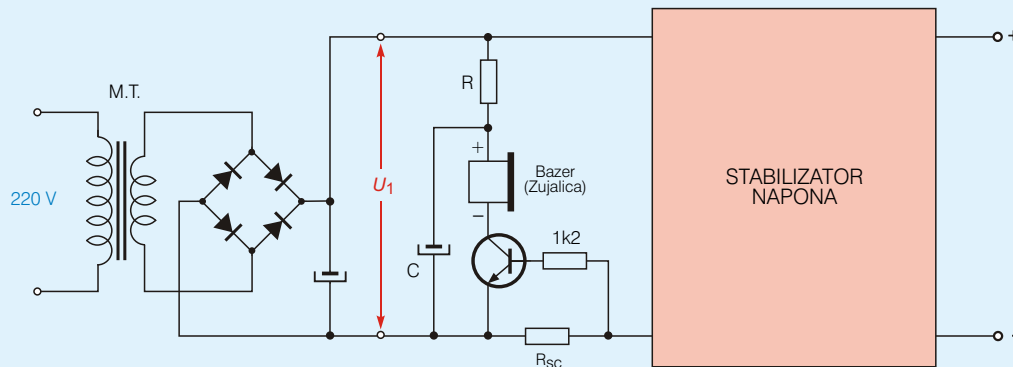 M.T.
220 V
U1
R
+
Bazer
(Zujalica)
−
C
1k2
RSC
STABILIZATOR
NAPONA
+
-